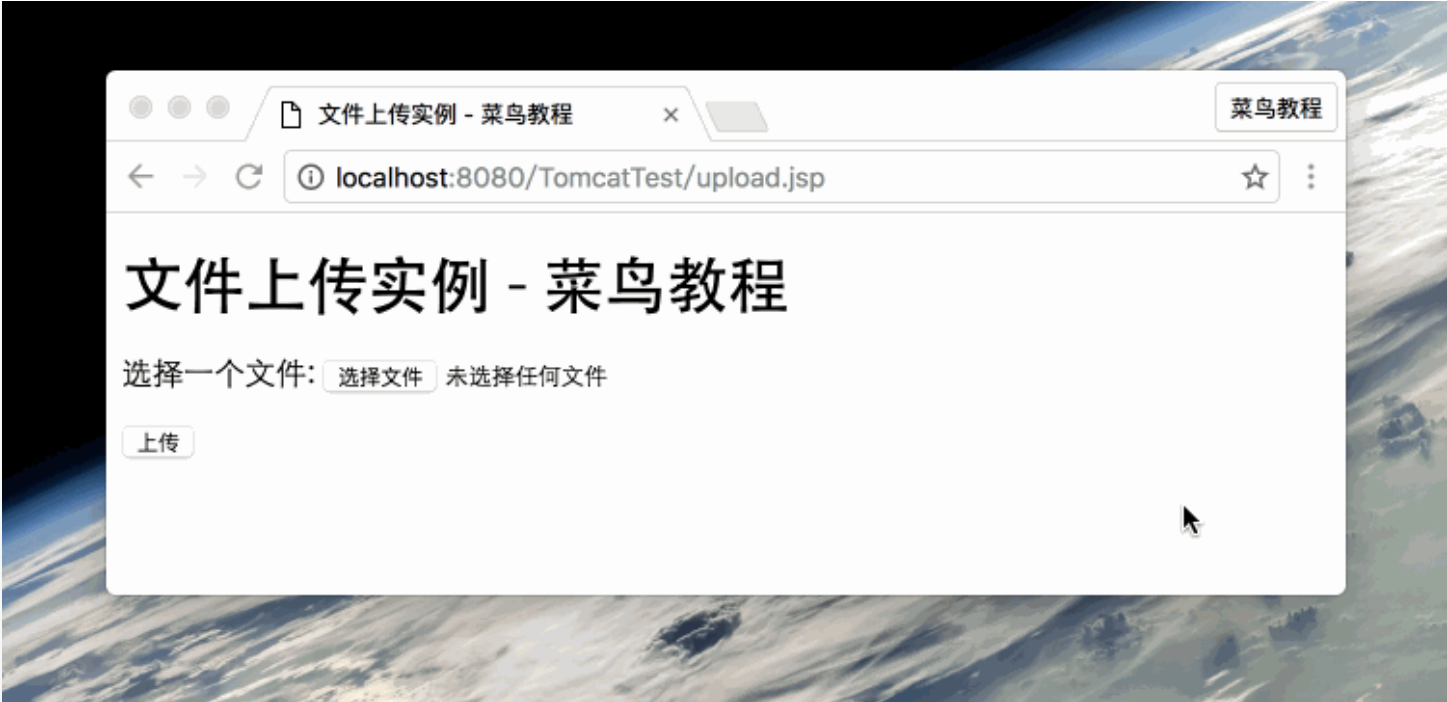 文件上传实例 - 菜鸟教程
菜鸟教程
localhost:8080/TomcatTest/upload.jsp
文件上传实例 - 菜鸟教程
选择一个文件: 选择文件 未选择任何文件
上传